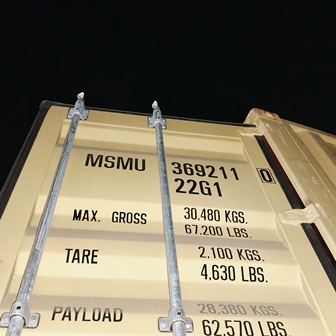 MSMU 369211 0
22G1
MAX. GROSS 30.480 KGS.
67.200 LBS.
TARE 2.100 KGS.
4,630 LBS.
PAYLOAD 28.380 KGS.
62,570 LBS.